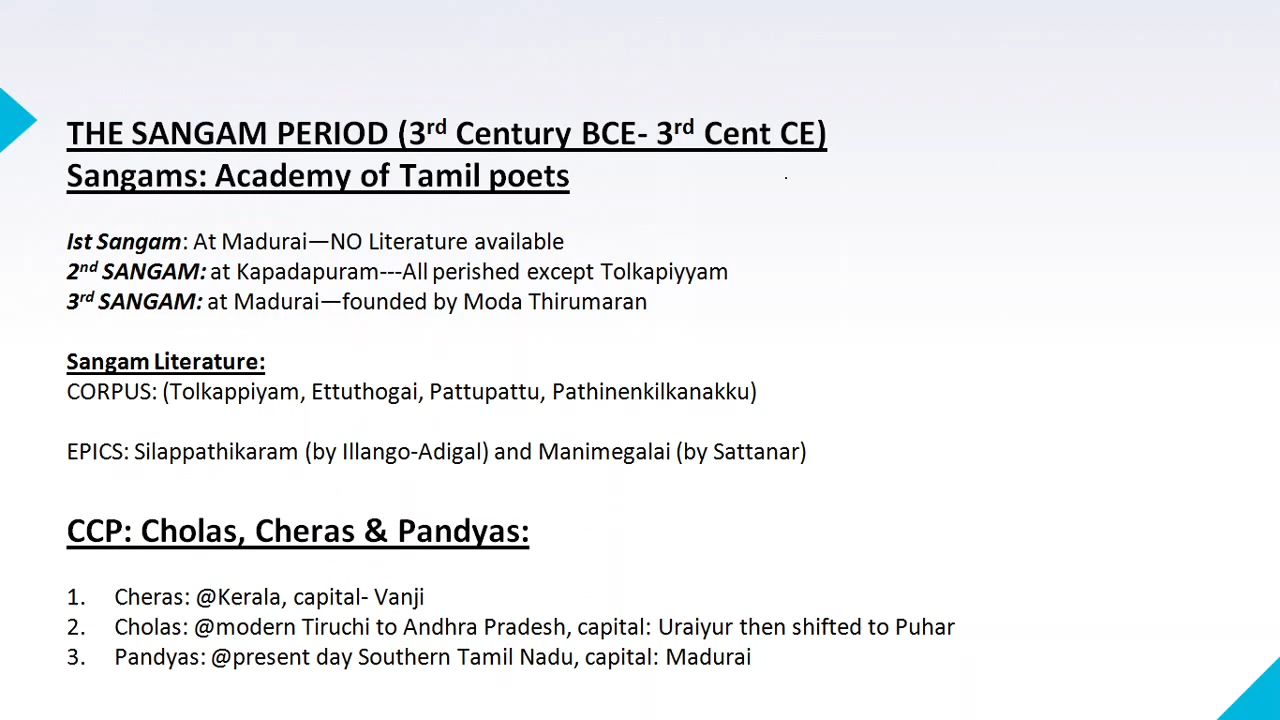 THE SANGAM PERIOD (3rd Century BCE- 3rd Cent CE)
Sangams: Academy of Tamil poets
Ist Sangam: At Madurai—NO Literature available
2nd SANGAM: at Kapadapuram---All perished except Tolkapiyyam
3rd SANGAM: at Madurai—founded by Moda Thirumaran
Sangam Literature:
CORPUS: (Tolkappiyam, Ettuthogai, Pattupattu, Pathinenkilkanakku)
EPICS: Silappathikaram (by Illango-Adigal) and Manimegalai (by Sattanar)
CCP: Cholas, Cheras & Pandyas:
1. Cheras: @Kerala, capital- Vanji
2. Cholas: @modern Tiruchi to Andhra Pradesh, capital: Uraiyur then shifted to Puhar
3. Pandyas: @present day Southern Tamil Nadu, capital: Madurai